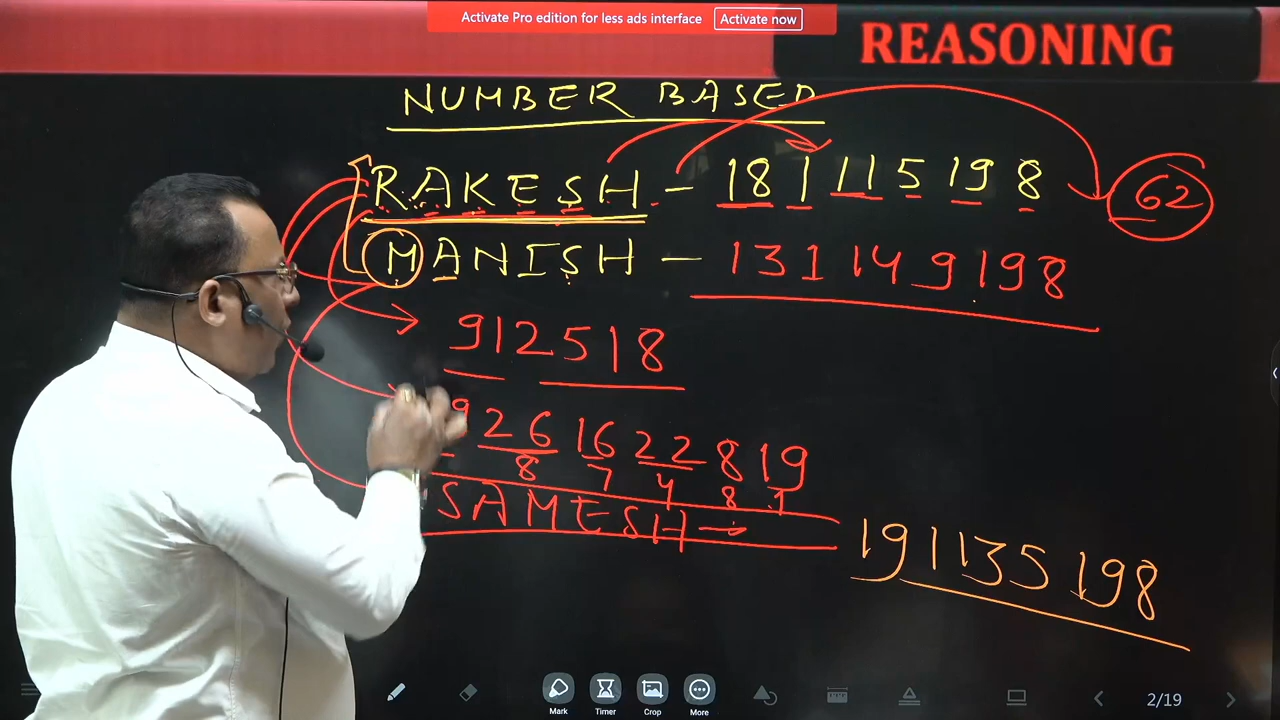 Activate Pro edition for less ads interface Activate now
REASONING
NUMBER BASED
RAKESH - 18 1 11 5 19 8 62
MANISH - 13 1 14 9 19 8
912518
9 26 16 22 8 19
8 7 4 8 1
SAMESH → 19 1 13 5 19 8
Mark Timer Crop More
2/19